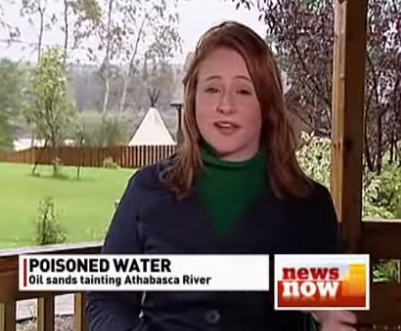 POISONED WATER
Oil sands tainting Athabasca River
news
now